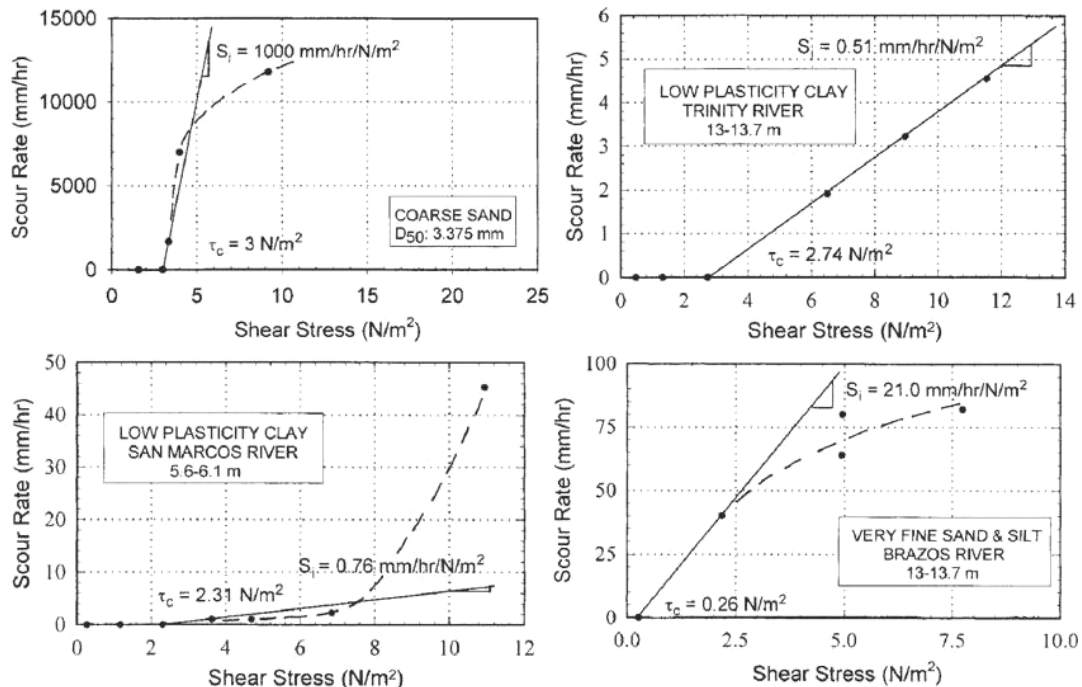 15000
10000
5000
0
Scour Rate (mm/hr)
Sᵢ = 1000 mm/hr/N/m²
COARSE SAND
D₅₀: 3.375 mm
τc = 3 N/m²
0 5 10 15 20 25
Shear Stress (N/m²)
6
5
4
3
2
1
0
Scour Rate (mm/hr)
Sᵢ = 0.51 mm/hr/N/m²
LOW PLASTICITY CLAY
TRINITY RIVER
13-13.7 m
τc = 2.74 N/m²
0 2 4 6 8 10 12 14
Shear Stress (N/m²)
50
40
30
20
10
0
Scour Rate (mm/hr)
LOW PLASTICITY CLAY
SAN MARCOS RIVER
5.6-6.1 m
Sᵢ = 0.76 mm/hr/N/m²
τc = 2.31 N/m²
0 2 4 6 8 10 12
Shear Stress (N/m²)
100
75
50
25
0
Scour Rate (mm/hr)
Sᵢ = 21.0 mm/hr/N/m²
VERY FINE SAND & SILT
BRAZOS RIVER
13-13.7 m
τc = 0.26 N/m²
0.0 2.5 5.0 7.5 10.0
Shear Stress (N/m²)